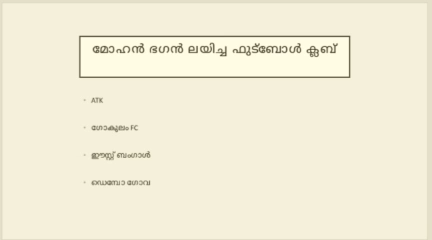 മോഹൻ ഭഗൻ ലയിച്ച ഫുട്ബോൾ ക്ലബ്
ATK
ഗോകുലം FC
ഈസ്റ്റ് ബംഗാൾ
ഡെമ്പോ ഗോവ